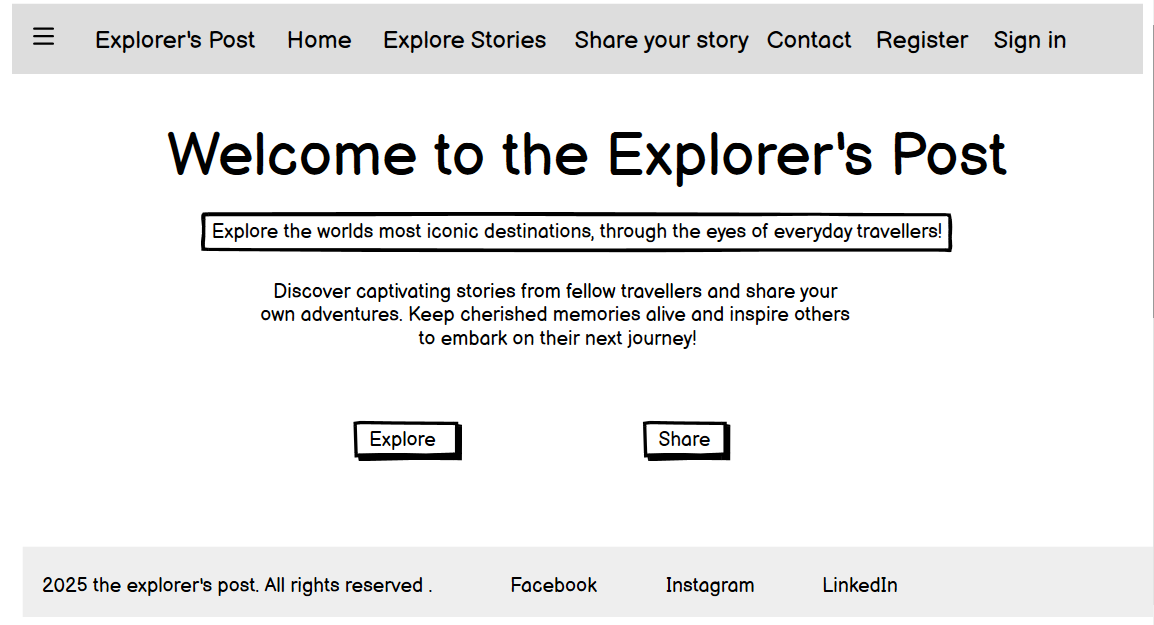 Explorer's Post Home Explore Stories Share your story Contact Register Sign in
Welcome to the Explorer's Post
Explore the worlds most iconic destinations, through the eyes of everyday travellers!
Discover captivating stories from fellow travellers and share your
own adventures. Keep cherished memories alive and inspire others
to embark on their next journey!
Explore Share
2025 the explorer's post. All rights reserved . Facebook Instagram LinkedIn